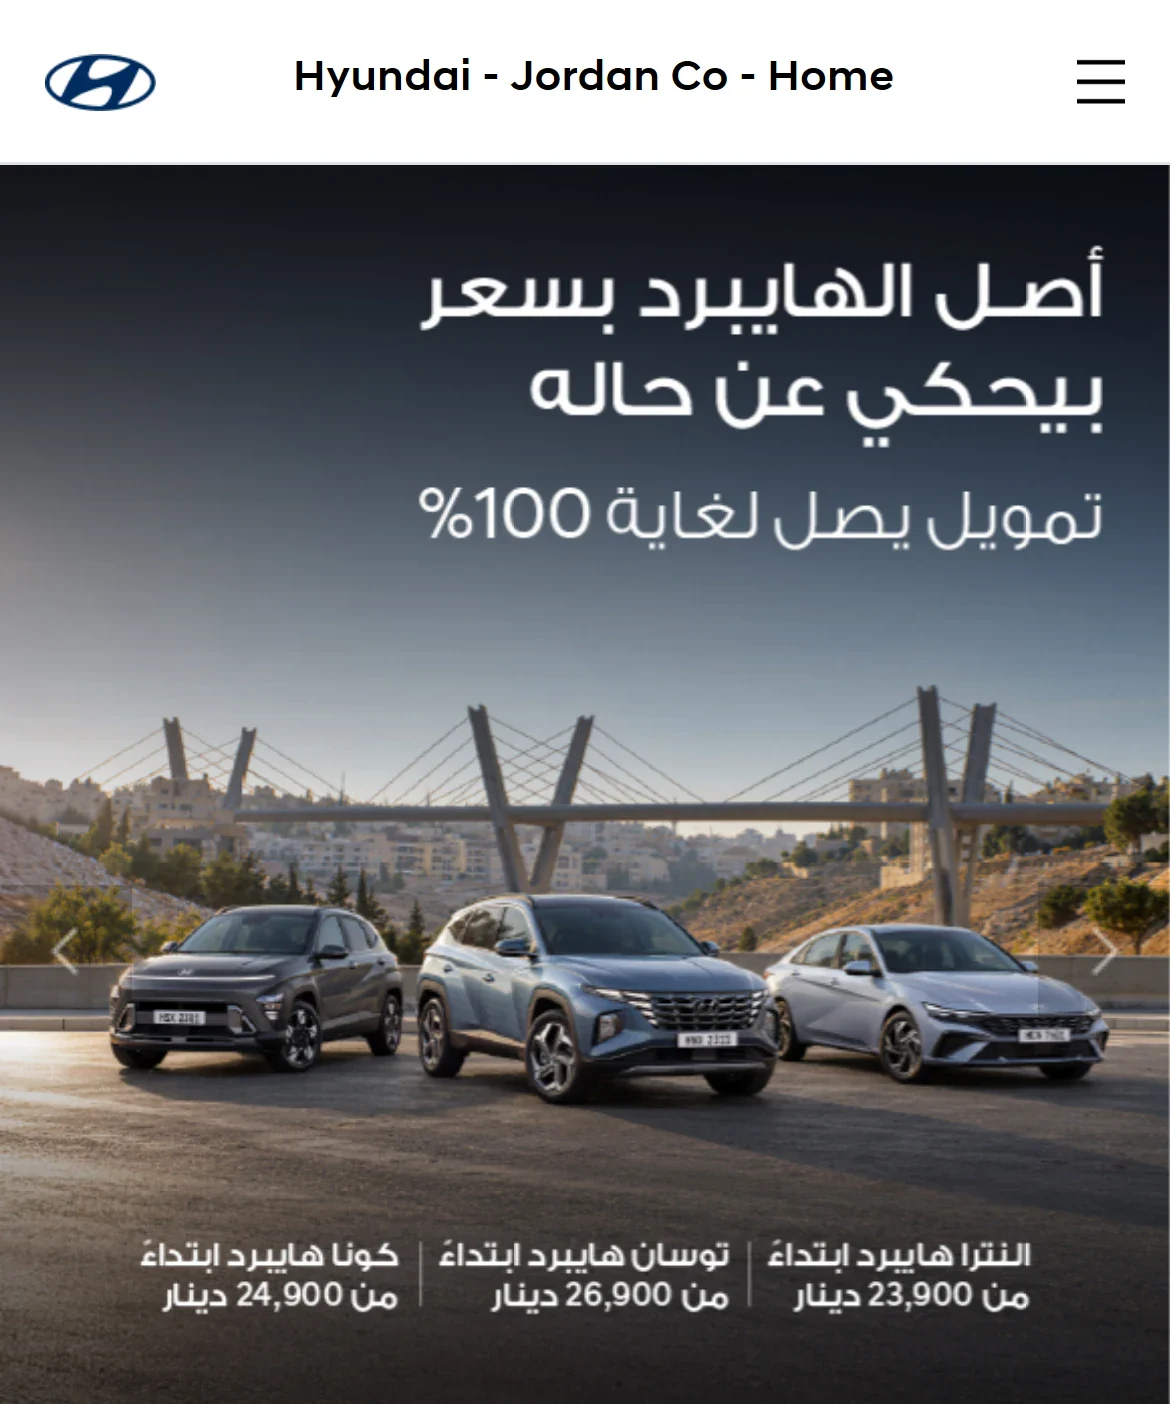 Hyundai - Jordan Co - Home
أصل الهايبرد بسعر
بيحكي عن حاله
تمويل يصل لغاية 100%
النترا هايبرد ابتداءً
من 23,900 دينار
توسان هايبرد ابتداءً
من 26,900 دينار
كونا هايبرد ابتداءً
من 24,900 دينار